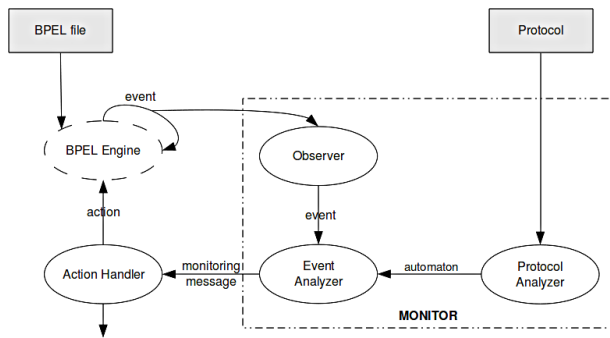 BPEL file
Protocol
event
BPEL Engine
Observer
action
event
Action Handler
monitoring
message
Event
Analyzer
automaton
Protocol
Analyzer
MONITOR